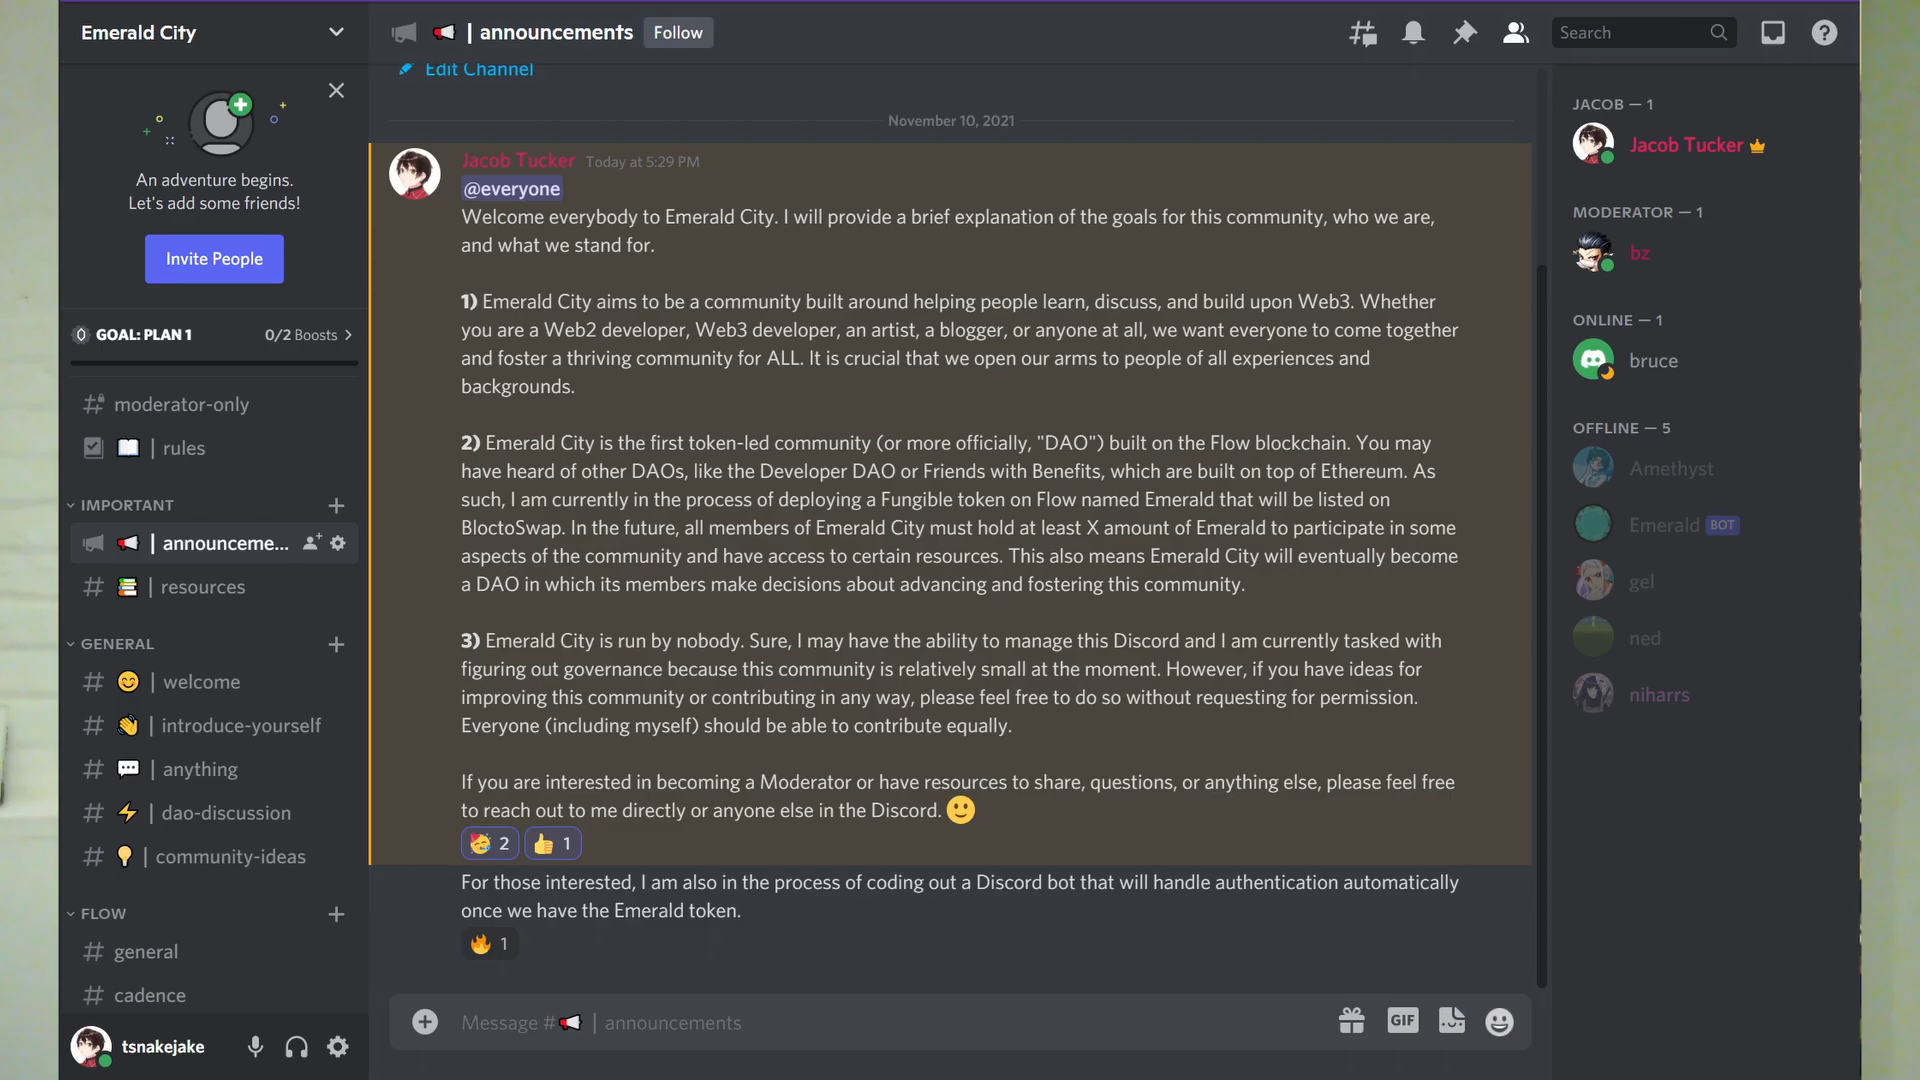 Emerald City
An adventure begins.
Let's add some friends!
Invite People
GOAL: PLAN 1 0/2 Boosts
moderator-only
| rules
IMPORTANT
| announceme...
| resources
GENERAL
| welcome
| introduce-yourself
| anything
| dao-discussion
| community-ideas
FLOW
general
cadence
tsnakejake
| announcements Follow
Search
Edit Channel
November 10, 2021
Jacob Tucker Today at 5:29 PM
@everyone
Welcome everybody to Emerald City. I will provide a brief explanation of the goals for this community, who we are,
and what we stand for.
1) Emerald City aims to be a community built around helping people learn, discuss, and build upon Web3. Whether
you are a Web2 developer, Web3 developer, an artist, a blogger, or anyone at all, we want everyone to come together
and foster a thriving community for ALL. It is crucial that we open our arms to people of all experiences and
backgrounds.
2) Emerald City is the first token-led community (or more officially, "DAO") built on the Flow blockchain. You may
have heard of other DAOs, like the Developer DAO or Friends with Benefits, which are built on top of Ethereum. As
such, I am currently in the process of deploying a Fungible token on Flow named Emerald that will be listed on
BloctoSwap. In the future, all members of Emerald City must hold at least X amount of Emerald to participate in some
aspects of the community and have access to certain resources. This also means Emerald City will eventually become
a DAO in which its members make decisions about advancing and fostering this community.
3) Emerald City is run by nobody. Sure, I may have the ability to manage this Discord and I am currently tasked with
figuring out governance because this community is relatively small at the moment. However, if you have ideas for
improving this community or contributing in any way, please feel free to do so without requesting for permission.
Everyone (including myself) should be able to contribute equally.
If you are interested in becoming a Moderator or have resources to share, questions, or anything else, please feel free
to reach out to me directly or anyone else in the Discord. 🙂
🥳 2 👍 1
For those interested, I am also in the process of coding out a Discord bot that will handle authentication automatically
once we have the Emerald token.
🔥 1
Message #📢 | announcements
GIF
JACOB — 1
Jacob Tucker
MODERATOR — 1
bz
ONLINE — 1
bruce
OFFLINE — 5
Amethyst
Emerald BOT
gel
ned
niharrs